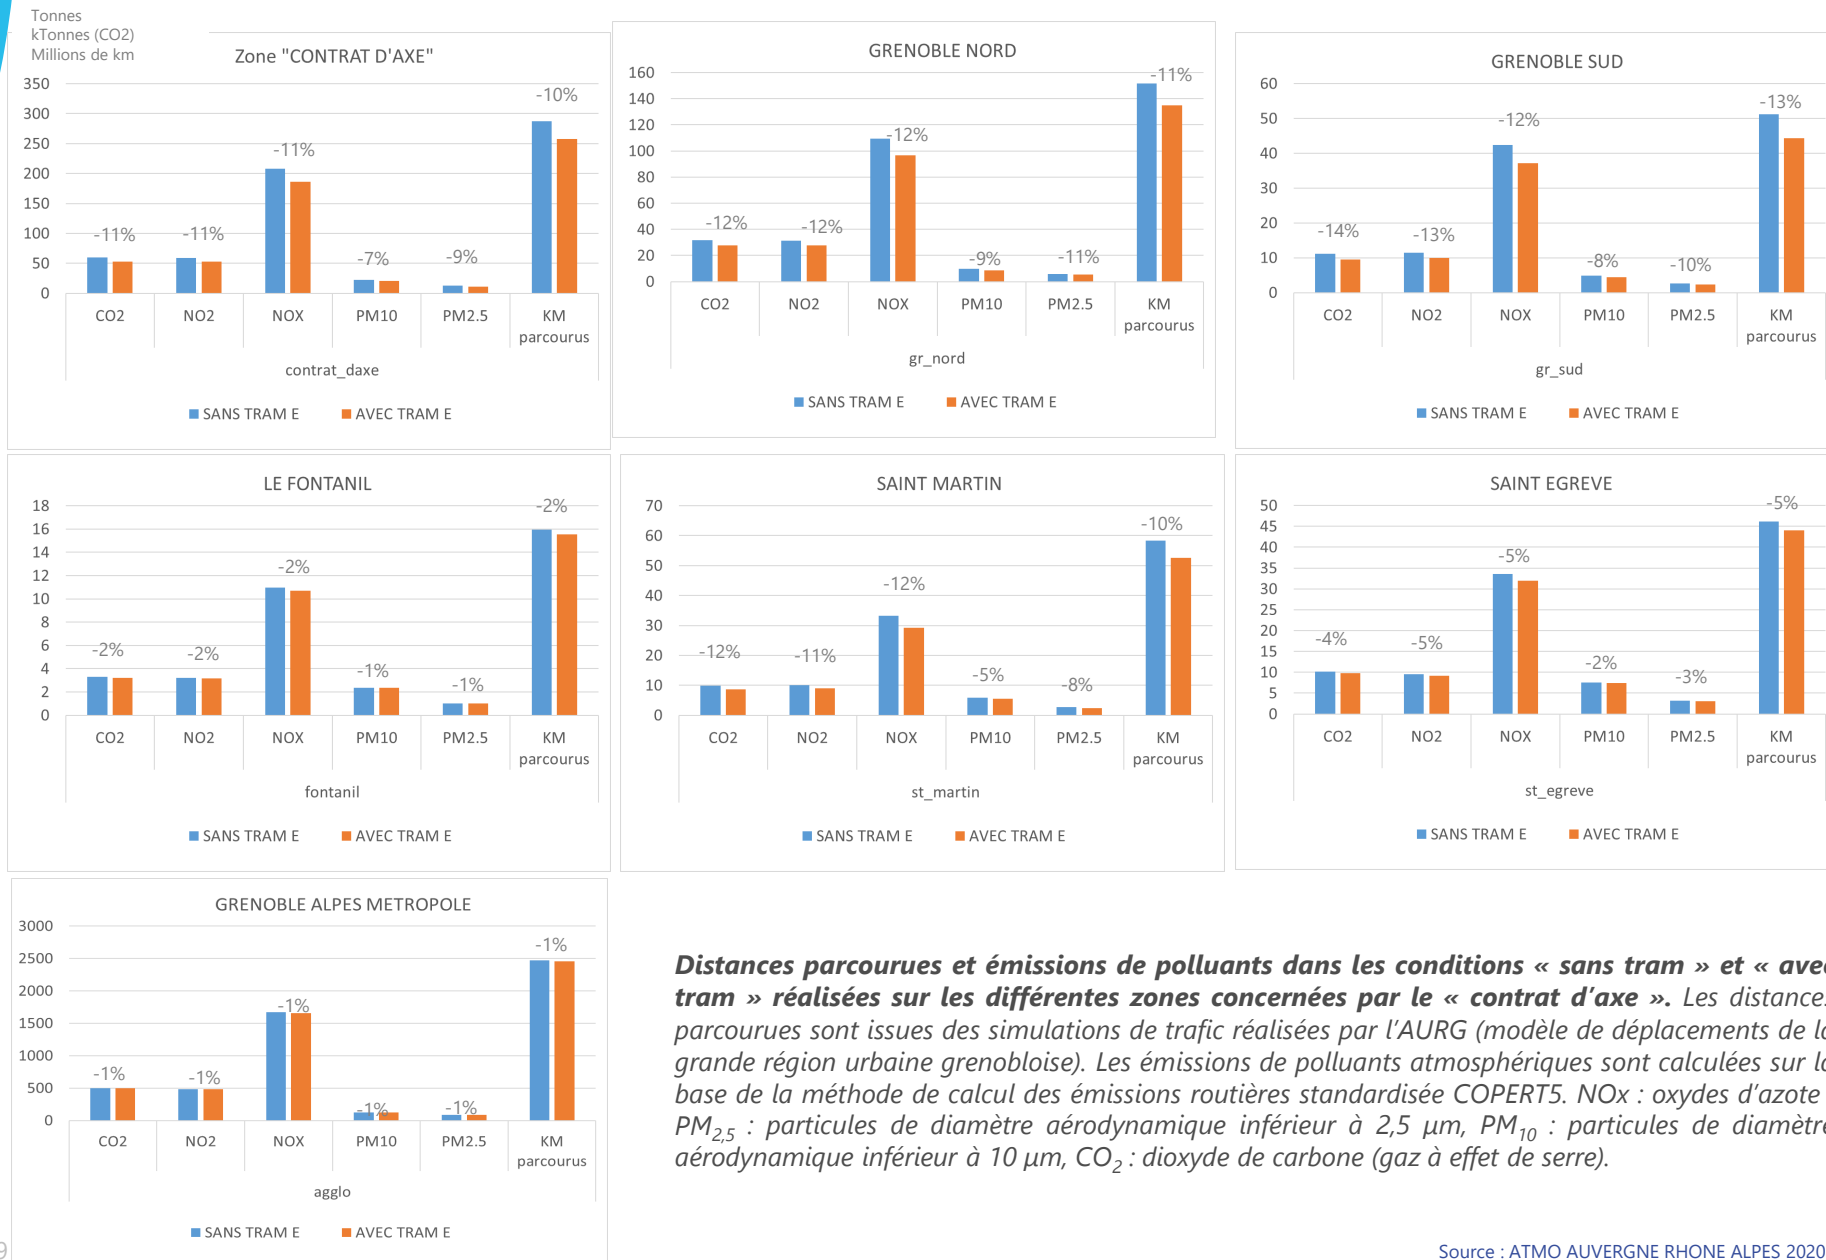 Tonnes
kTonnes (CO2)
Millions de km
Zone "CONTRAT D'AXE"
350
300
250
200
150
100
50
0
-11%
-11%
-11%
-7%
-9%
-10%
CO2 NO2 NOX PM10 PM2.5 KM
parcourus
contrat_daxe
SANS TRAM E AVEC TRAM E
GRENOBLE NORD
160
140
120
100
80
60
40
20
0
-12%
-12%
-12%
-9%
-11%
-11%
CO2 NO2 NOX PM10 PM2.5 KM
parcourus
gr_nord
SANS TRAM E AVEC TRAM E
GRENOBLE SUD
60
50
40
30
20
10
0
-14%
-13%
-12%
-8%
-10%
-13%
CO2 NO2 NOX PM10 PM2.5 KM
parcourus
gr_sud
SANS TRAM E AVEC TRAM E
LE FONTANIL
18
16
14
12
10
8
6
4
2
0
-2%
-2%
-2%
-1%
-1%
-2%
CO2 NO2 NOX PM10 PM2.5 KM
parcourus
fontanil
SANS TRAM E AVEC TRAM E
SAINT MARTIN
70
60
50
40
30
20
10
0
-12%
-11%
-12%
-5%
-8%
-10%
CO2 NO2 NOX PM10 PM2.5 KM
parcourus
st_martin
SANS TRAM E AVEC TRAM E
SAINT EGREVE
50
45
40
35
30
25
20
15
10
5
0
-4%
-5%
-5%
-2%
-3%
-5%
CO2 NO2 NOX PM10 PM2.5 KM
parcourus
st_egreve
SANS TRAM E AVEC TRAM E
GRENOBLE ALPES METROPOLE
3000
2500
2000
1500
1000
500
0
-1%
-1%
-1%
-1%
-1%
-1%
CO2 NO2 NOX PM10 PM2.5 KM
parcourus
agglo
SANS TRAM E AVEC TRAM E
Distances parcourues et émissions de polluants dans les conditions « sans tram » et « avec
tram » réalisées sur les différentes zones concernées par le « contrat d'axe ». Les distances
parcourues sont issues des simulations de trafic réalisées par l'AURG (modèle de déplacements de la
grande région urbaine grenobloise). Les émissions de polluants atmosphériques sont calculées sur la
base de la méthode de calcul des émissions routières standardisée COPERT5. NOx : oxydes d'azote
PM2,5 : particules de diamètre aérodynamique inférieur à 2,5 µm, PM10 : particules de diamètre
aérodynamique inférieur à 10 µm, CO2 : dioxyde de carbone (gaz à effet de serre).
9
Source : ATMO AUVERGNE RHONE ALPES 2020